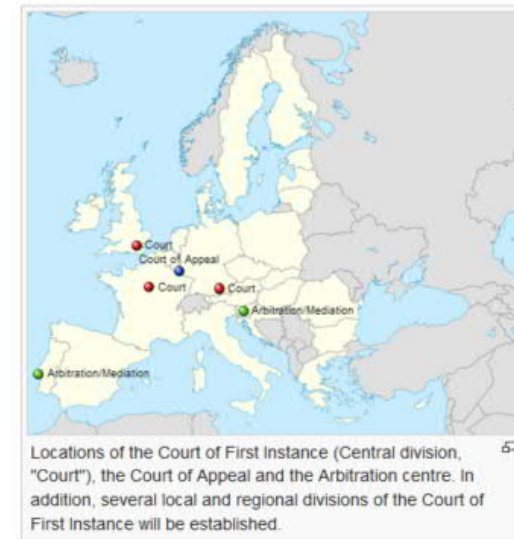 Court
Court of Appeal
Court
Court
Arbitration/Mediation
Arbitration/Mediation
Locations of the Court of First Instance (Central division,
"Court"), the Court of Appeal and the Arbitration centre. In
addition, several local and regional divisions of the Court of
First Instance will be established.